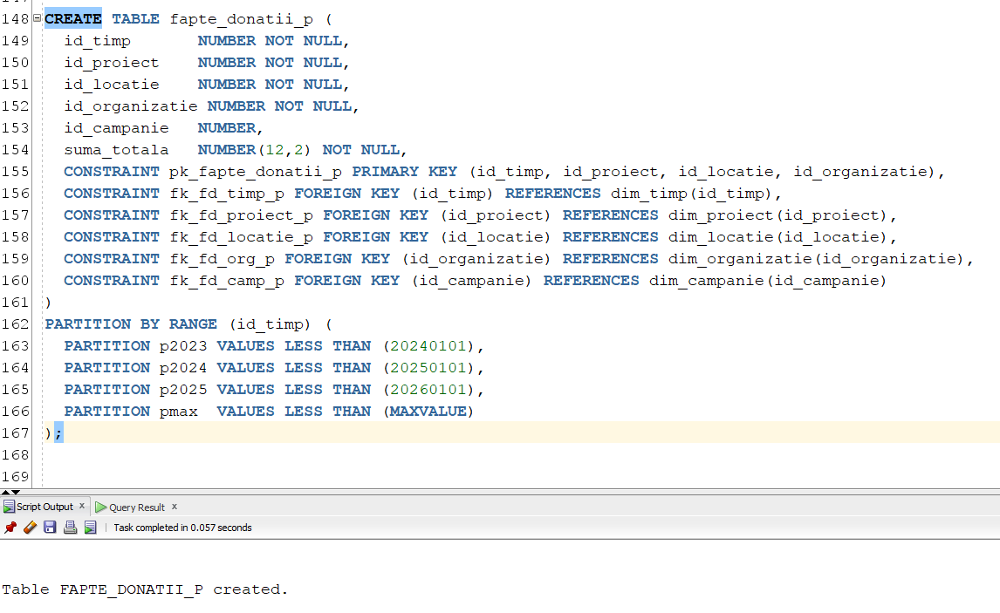 148 CREATE TABLE fapte_donatii_p (
149   id_timp       NUMBER NOT NULL,
150   id_proiect    NUMBER NOT NULL,
151   id_locatie    NUMBER NOT NULL,
152   id_organizatie NUMBER NOT NULL,
153   id_campanie   NUMBER,
154   suma_totala   NUMBER(12,2) NOT NULL,
155   CONSTRAINT pk_fapte_donatii_p PRIMARY KEY (id_timp, id_proiect, id_locatie, id_organizatie),
156   CONSTRAINT fk_fd_timp_p FOREIGN KEY (id_timp) REFERENCES dim_timp(id_timp),
157   CONSTRAINT fk_fd_proiect_p FOREIGN KEY (id_proiect) REFERENCES dim_proiect(id_proiect),
158   CONSTRAINT fk_fd_locatie_p FOREIGN KEY (id_locatie) REFERENCES dim_locatie(id_locatie),
159   CONSTRAINT fk_fd_org_p FOREIGN KEY (id_organizatie) REFERENCES dim_organizatie(id_organizatie),
160   CONSTRAINT fk_fd_camp_p FOREIGN KEY (id_campanie) REFERENCES dim_campanie(id_campanie)
161 )
162 PARTITION BY RANGE (id_timp) (
163   PARTITION p2023 VALUES LESS THAN (20240101),
164   PARTITION p2024 VALUES LESS THAN (20250101),
165   PARTITION p2025 VALUES LESS THAN (20260101),
166   PARTITION pmax  VALUES LESS THAN (MAXVALUE)
167 );
168
169
Script Output x Query Result x
Task completed in 0.057 seconds
Table FAPTE_DONATII_P created.